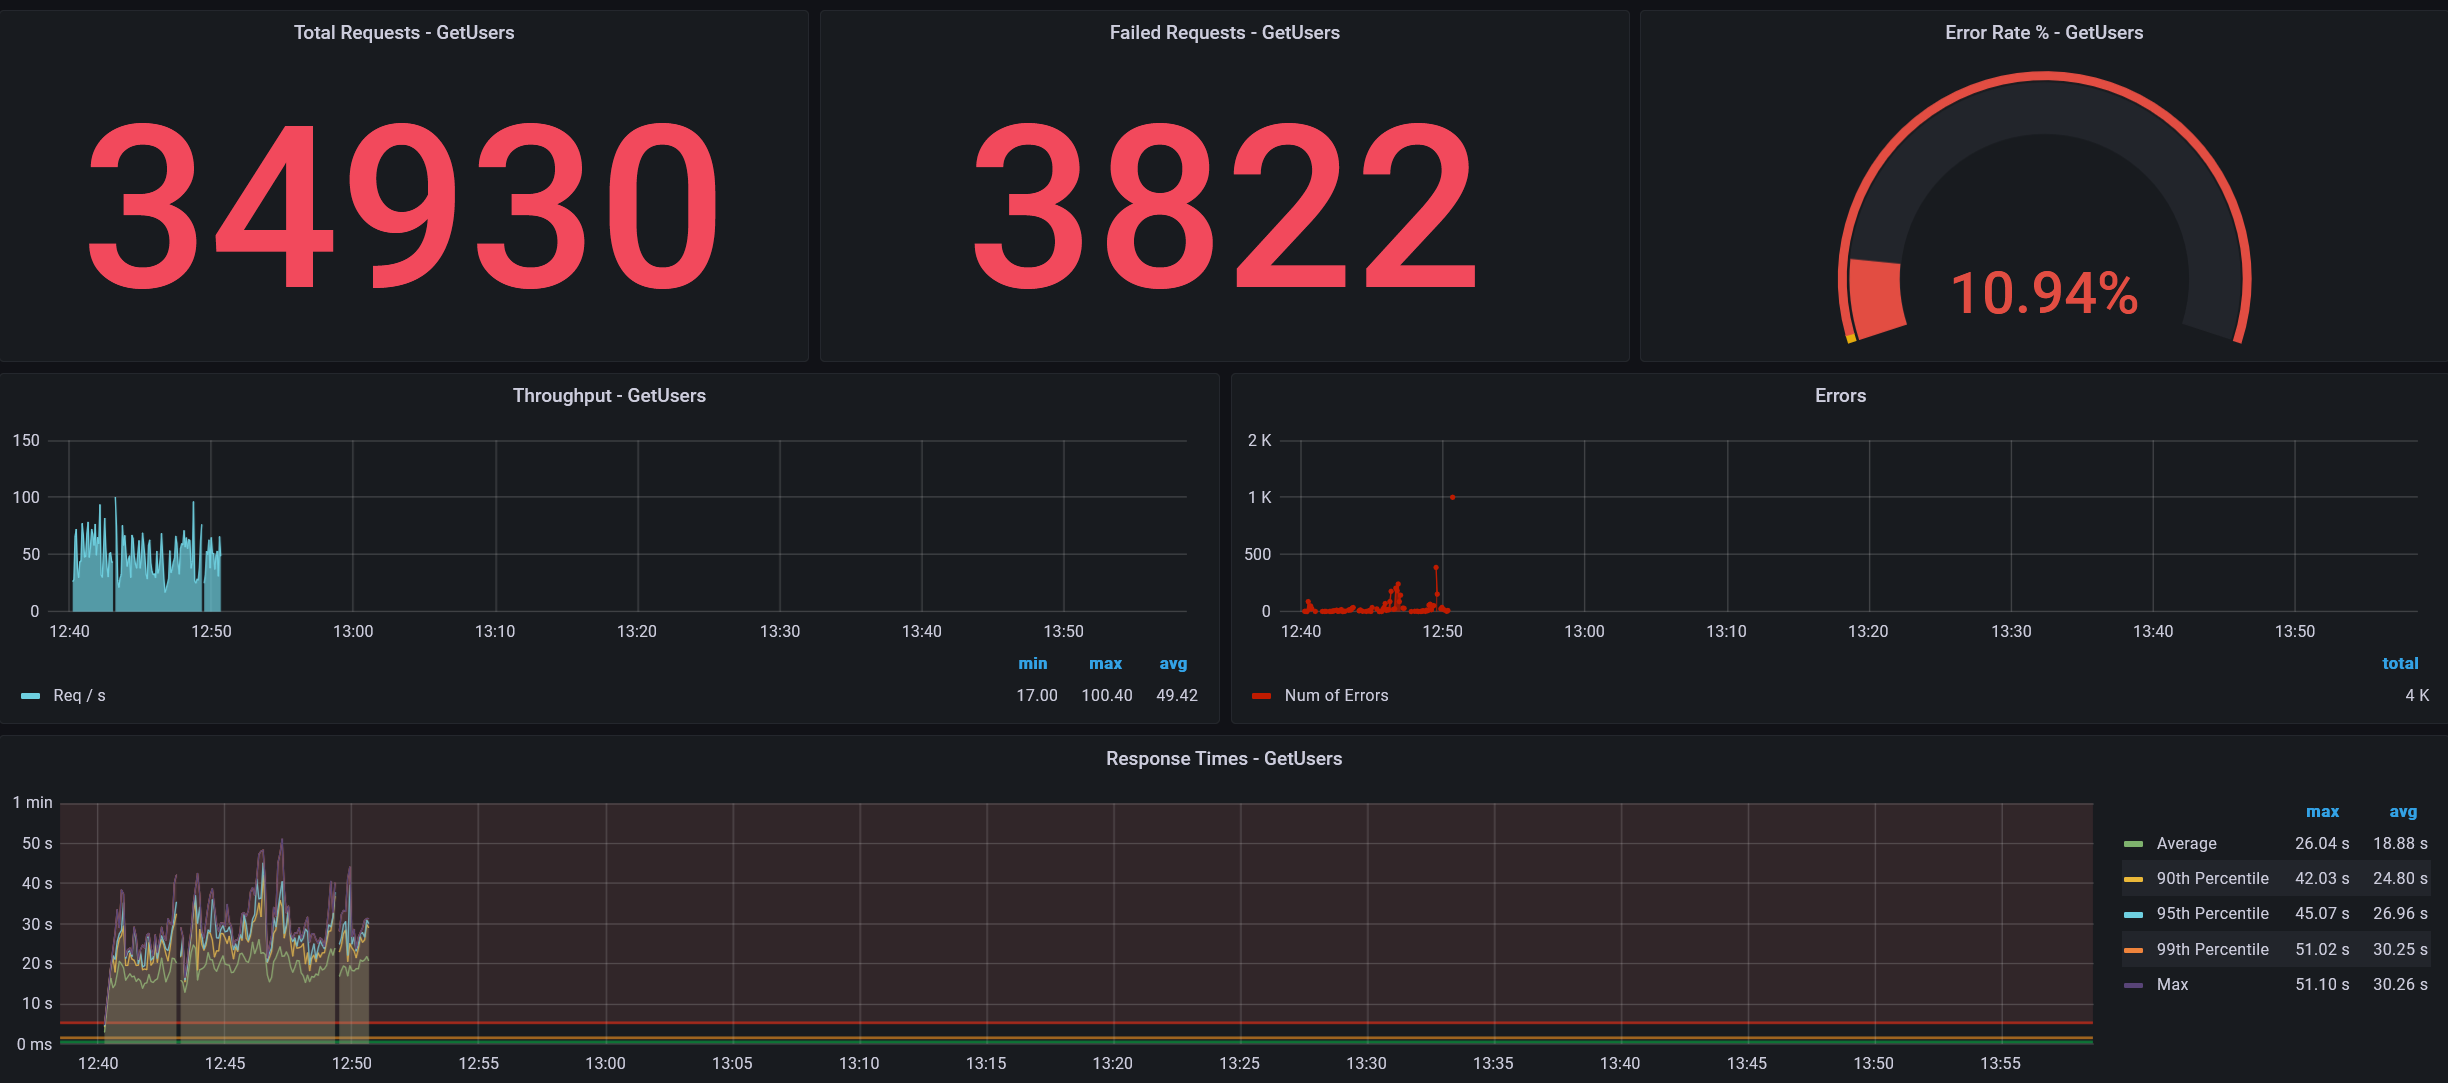 Total Requests - GetUsers
34930
Failed Requests - GetUsers
3822
Error Rate % - GetUsers
10.94%
Throughput - GetUsers
150
100
50
0
12:40 12:50 13:00 13:10 13:20 13:30 13:40 13:50
min max avg
Req / s 17.00 100.40 49.42
Errors
2 K
1 K
500
0
12:40 12:50 13:00 13:10 13:20 13:30 13:40 13:50
total
Num of Errors 4 K
Response Times - GetUsers
1 min
50 s
40 s
30 s
20 s
10 s
0 ms
12:40 12:45 12:50 12:55 13:00 13:05 13:10 13:15 13:20 13:25 13:30 13:35 13:40 13:45 13:50 13:55
max avg
Average 26.04 s 18.88 s
90th Percentile 42.03 s 24.80 s
95th Percentile 45.07 s 26.96 s
99th Percentile 51.02 s 30.25 s
Max 51.10 s 30.26 s